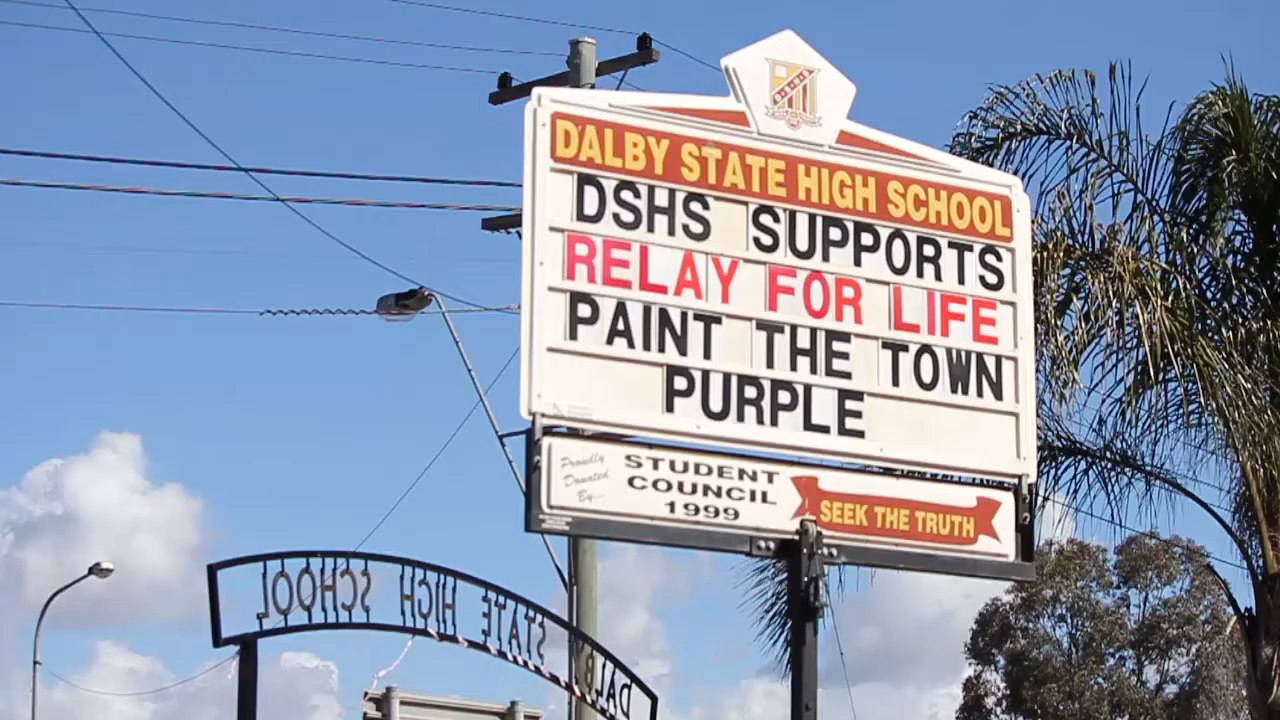 DALBY STATE HIGH SCHOOL
DSHS SUPPORTS
RELAY FOR LIFE
PAINT THE TOWN
PURPLE
Proudly
Donated
By...
STUDENT
COUNCIL
1999
SEEK THE TRUTH
DALBY STATE HIGH SCHOOL